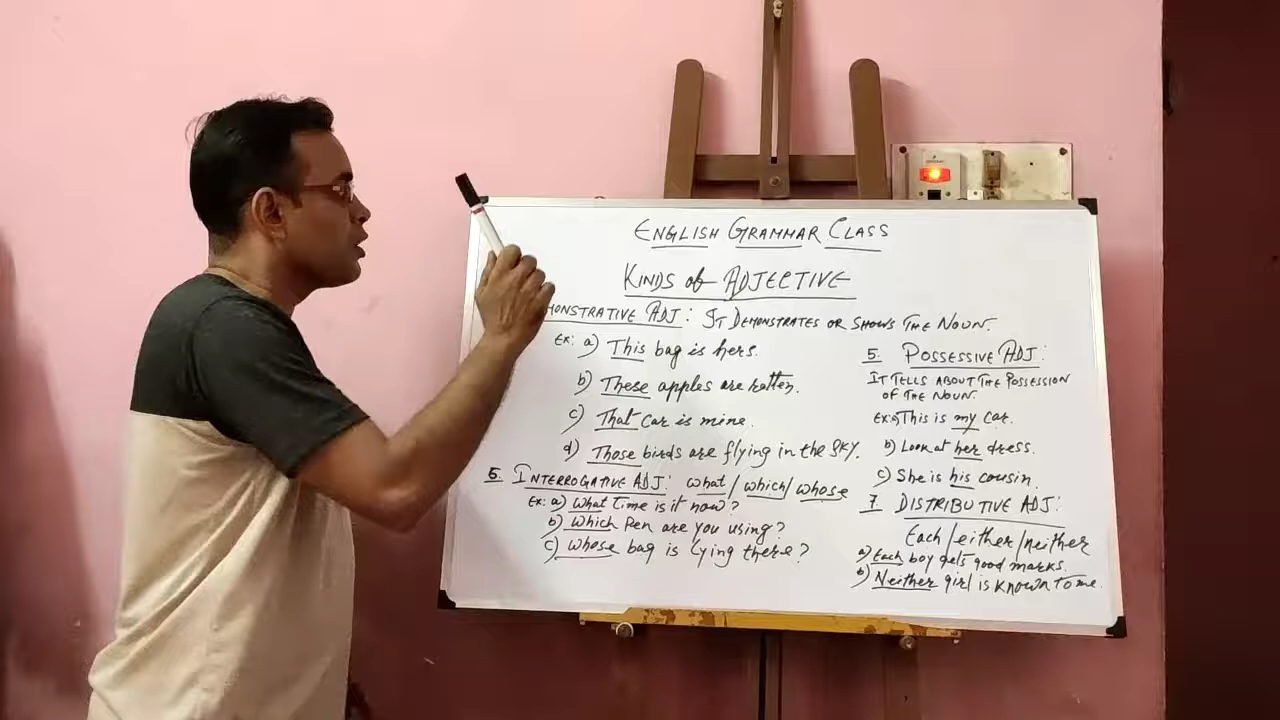 ENGLISH GRAMMAR CLASS
KINDS of ADJECTIVE
MONSTRATIVE ADJ: IT DEMONSTRATES OR SHOWS THE NOUN.
Ex: a) This bag is hers.
b) These apples are rotten.
c) That car is mine.
d) Those birds are flying in the SKY.
6. INTERROGATIVE ADJ: what/which/whose
Ex: a) What time is it now?
b) Which Pen are you using?
c) Whose bag is lying there?
5. POSSESSIVE ADJ:
IT TELLS ABOUT THE POSSESSION
OF THE NOUN.
Ex: a) This is my car.
b) Look at her dress.
c) She is his cousin.
7 DISTRIBUTIVE ADJ:
Each/either/neither
a) Each boy gets good marks.
b) Neither girl is known to me.